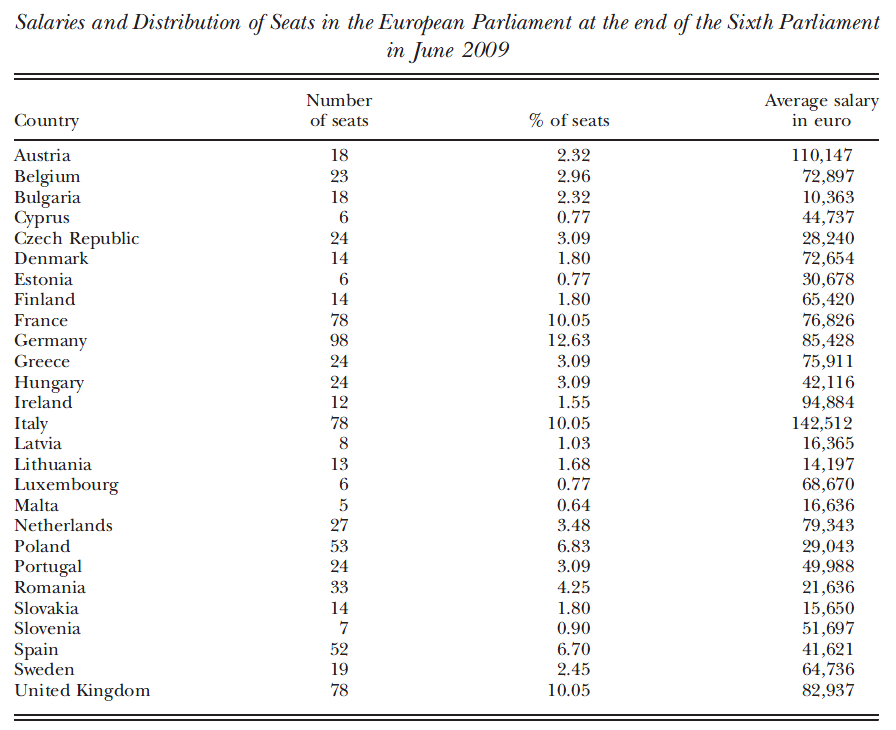 Salaries and Distribution of Seats in the European Parliament at the end of the Sixth Parliament
in June 2009
Number Average salary
Country of seats % of seats in euro
Austria 18 2.32 110,147
Belgium 23 2.96 72,897
Bulgaria 18 2.32 10,363
Cyprus 6 0.77 44,737
Czech Republic 24 3.09 28,240
Denmark 14 1.80 72,654
Estonia 6 0.77 30,678
Finland 14 1.80 65,420
France 78 10.05 76,826
Germany 98 12.63 85,428
Greece 24 3.09 75,911
Hungary 24 3.09 42,116
Ireland 12 1.55 94,884
Italy 78 10.05 142,512
Latvia 8 1.03 16,365
Lithuania 13 1.68 14,197
Luxembourg 6 0.77 68,670
Malta 5 0.64 16,636
Netherlands 27 3.48 79,343
Poland 53 6.83 29,043
Portugal 24 3.09 49,988
Romania 33 4.25 21,636
Slovakia 14 1.80 15,650
Slovenia 7 0.90 51,697
Spain 52 6.70 41,621
Sweden 19 2.45 64,736
United Kingdom 78 10.05 82,937